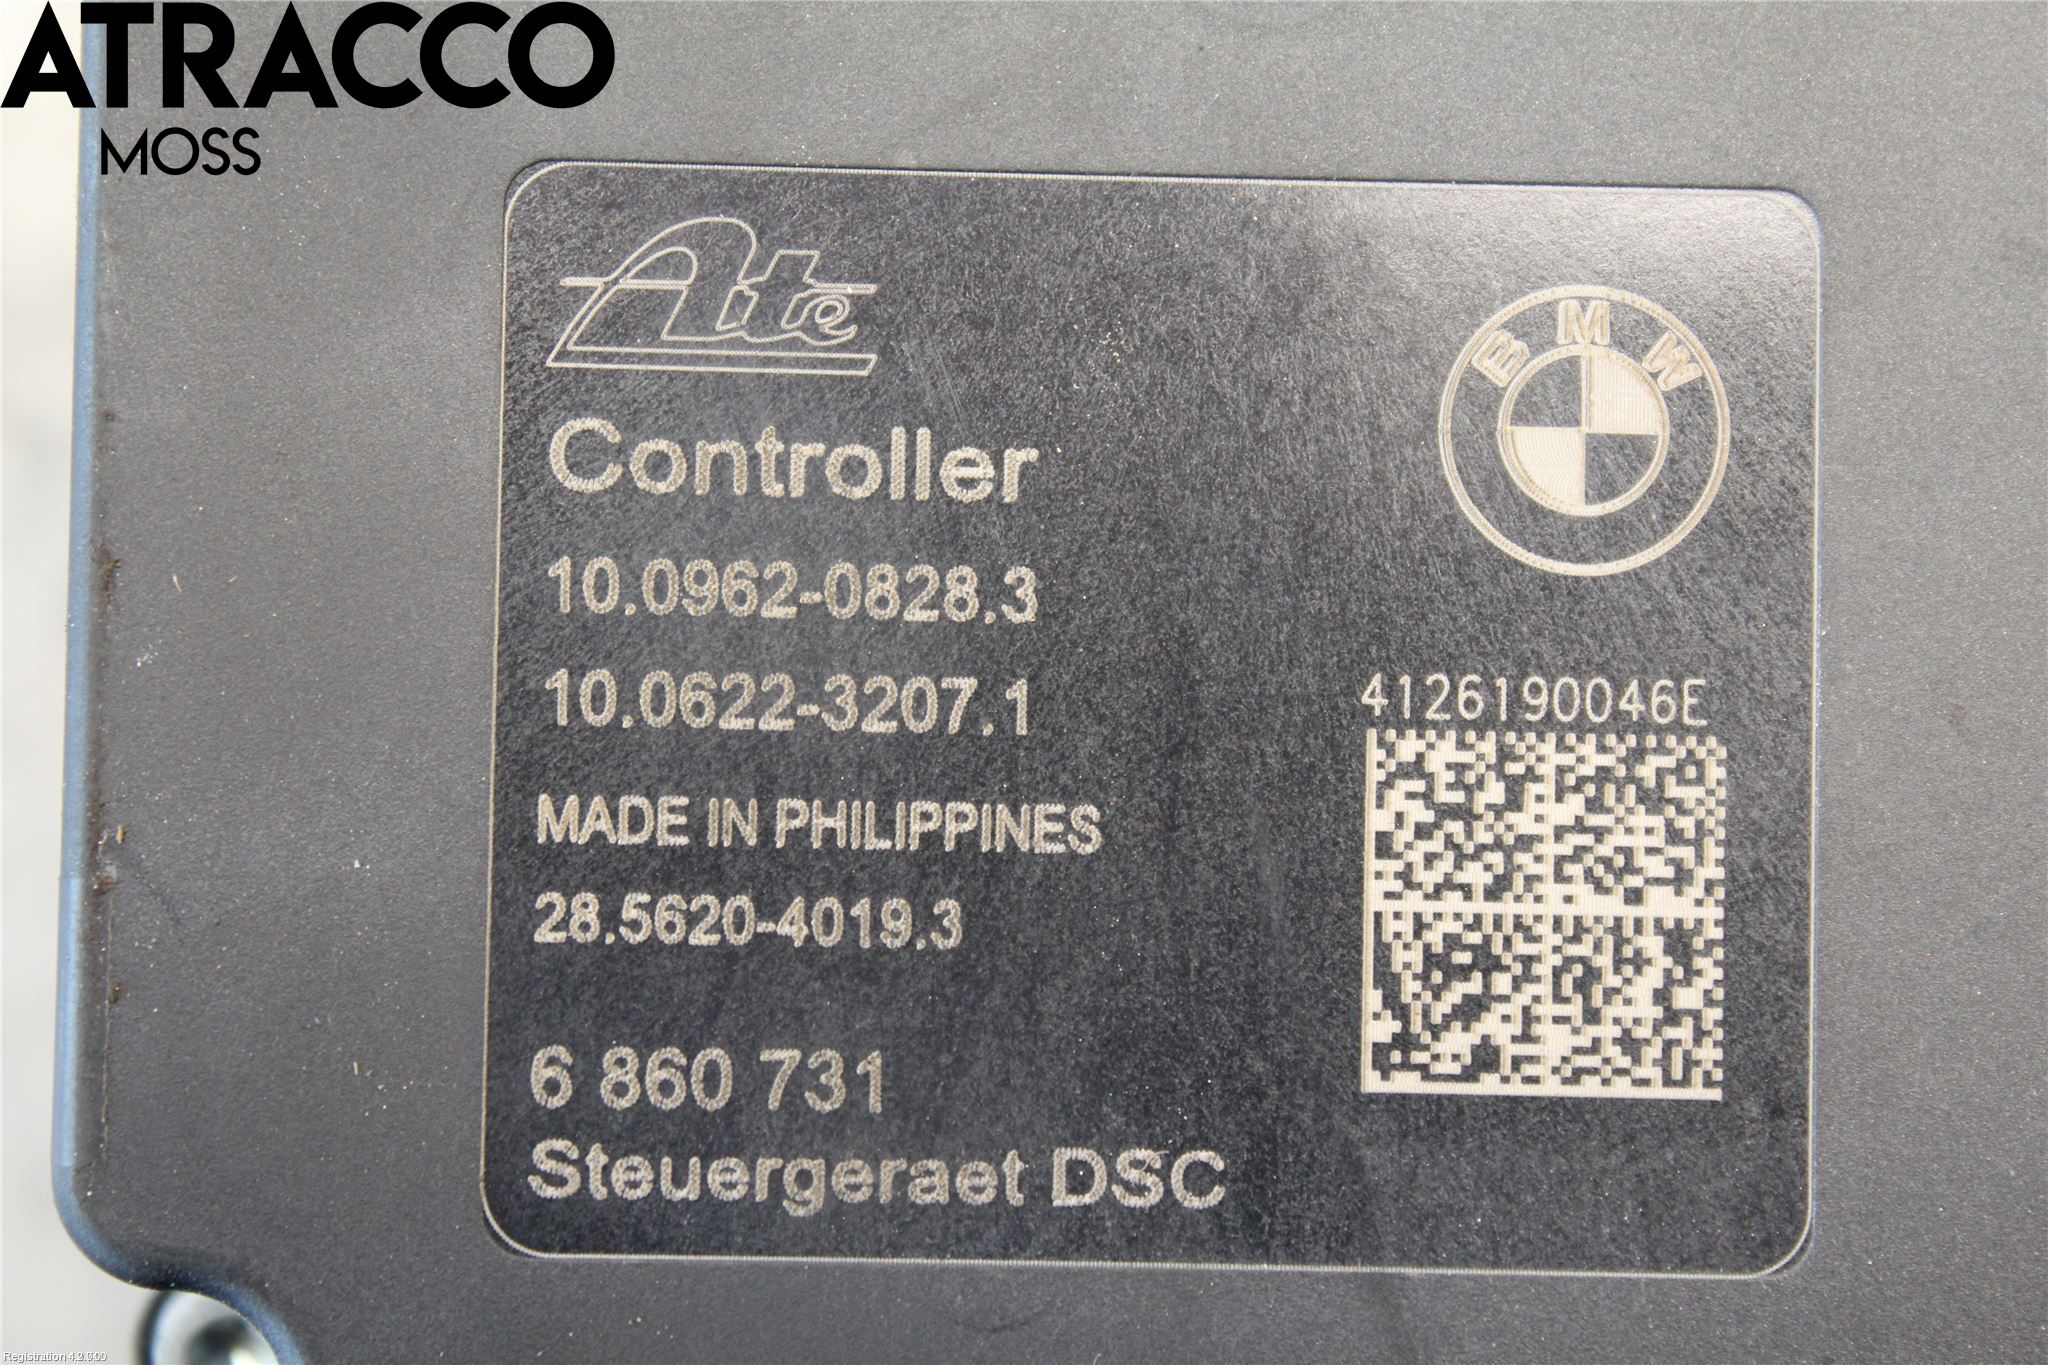 ATRACCO
MOSS
Ate
BMW
Controller
10.0962-0828.3
10.0622-3207.1
4126190046E
MADE IN PHILIPPINES
28.5620-4019.3
6 860 731
Steuergeraet DSC